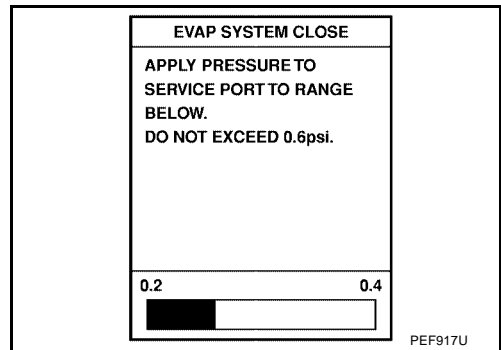 EVAP SYSTEM CLOSE
APPLY PRESSURE TO
SERVICE PORT TO RANGE
BELOW.
DO NOT EXCEED 0.6psi.
0.2 0.4
PEF917U